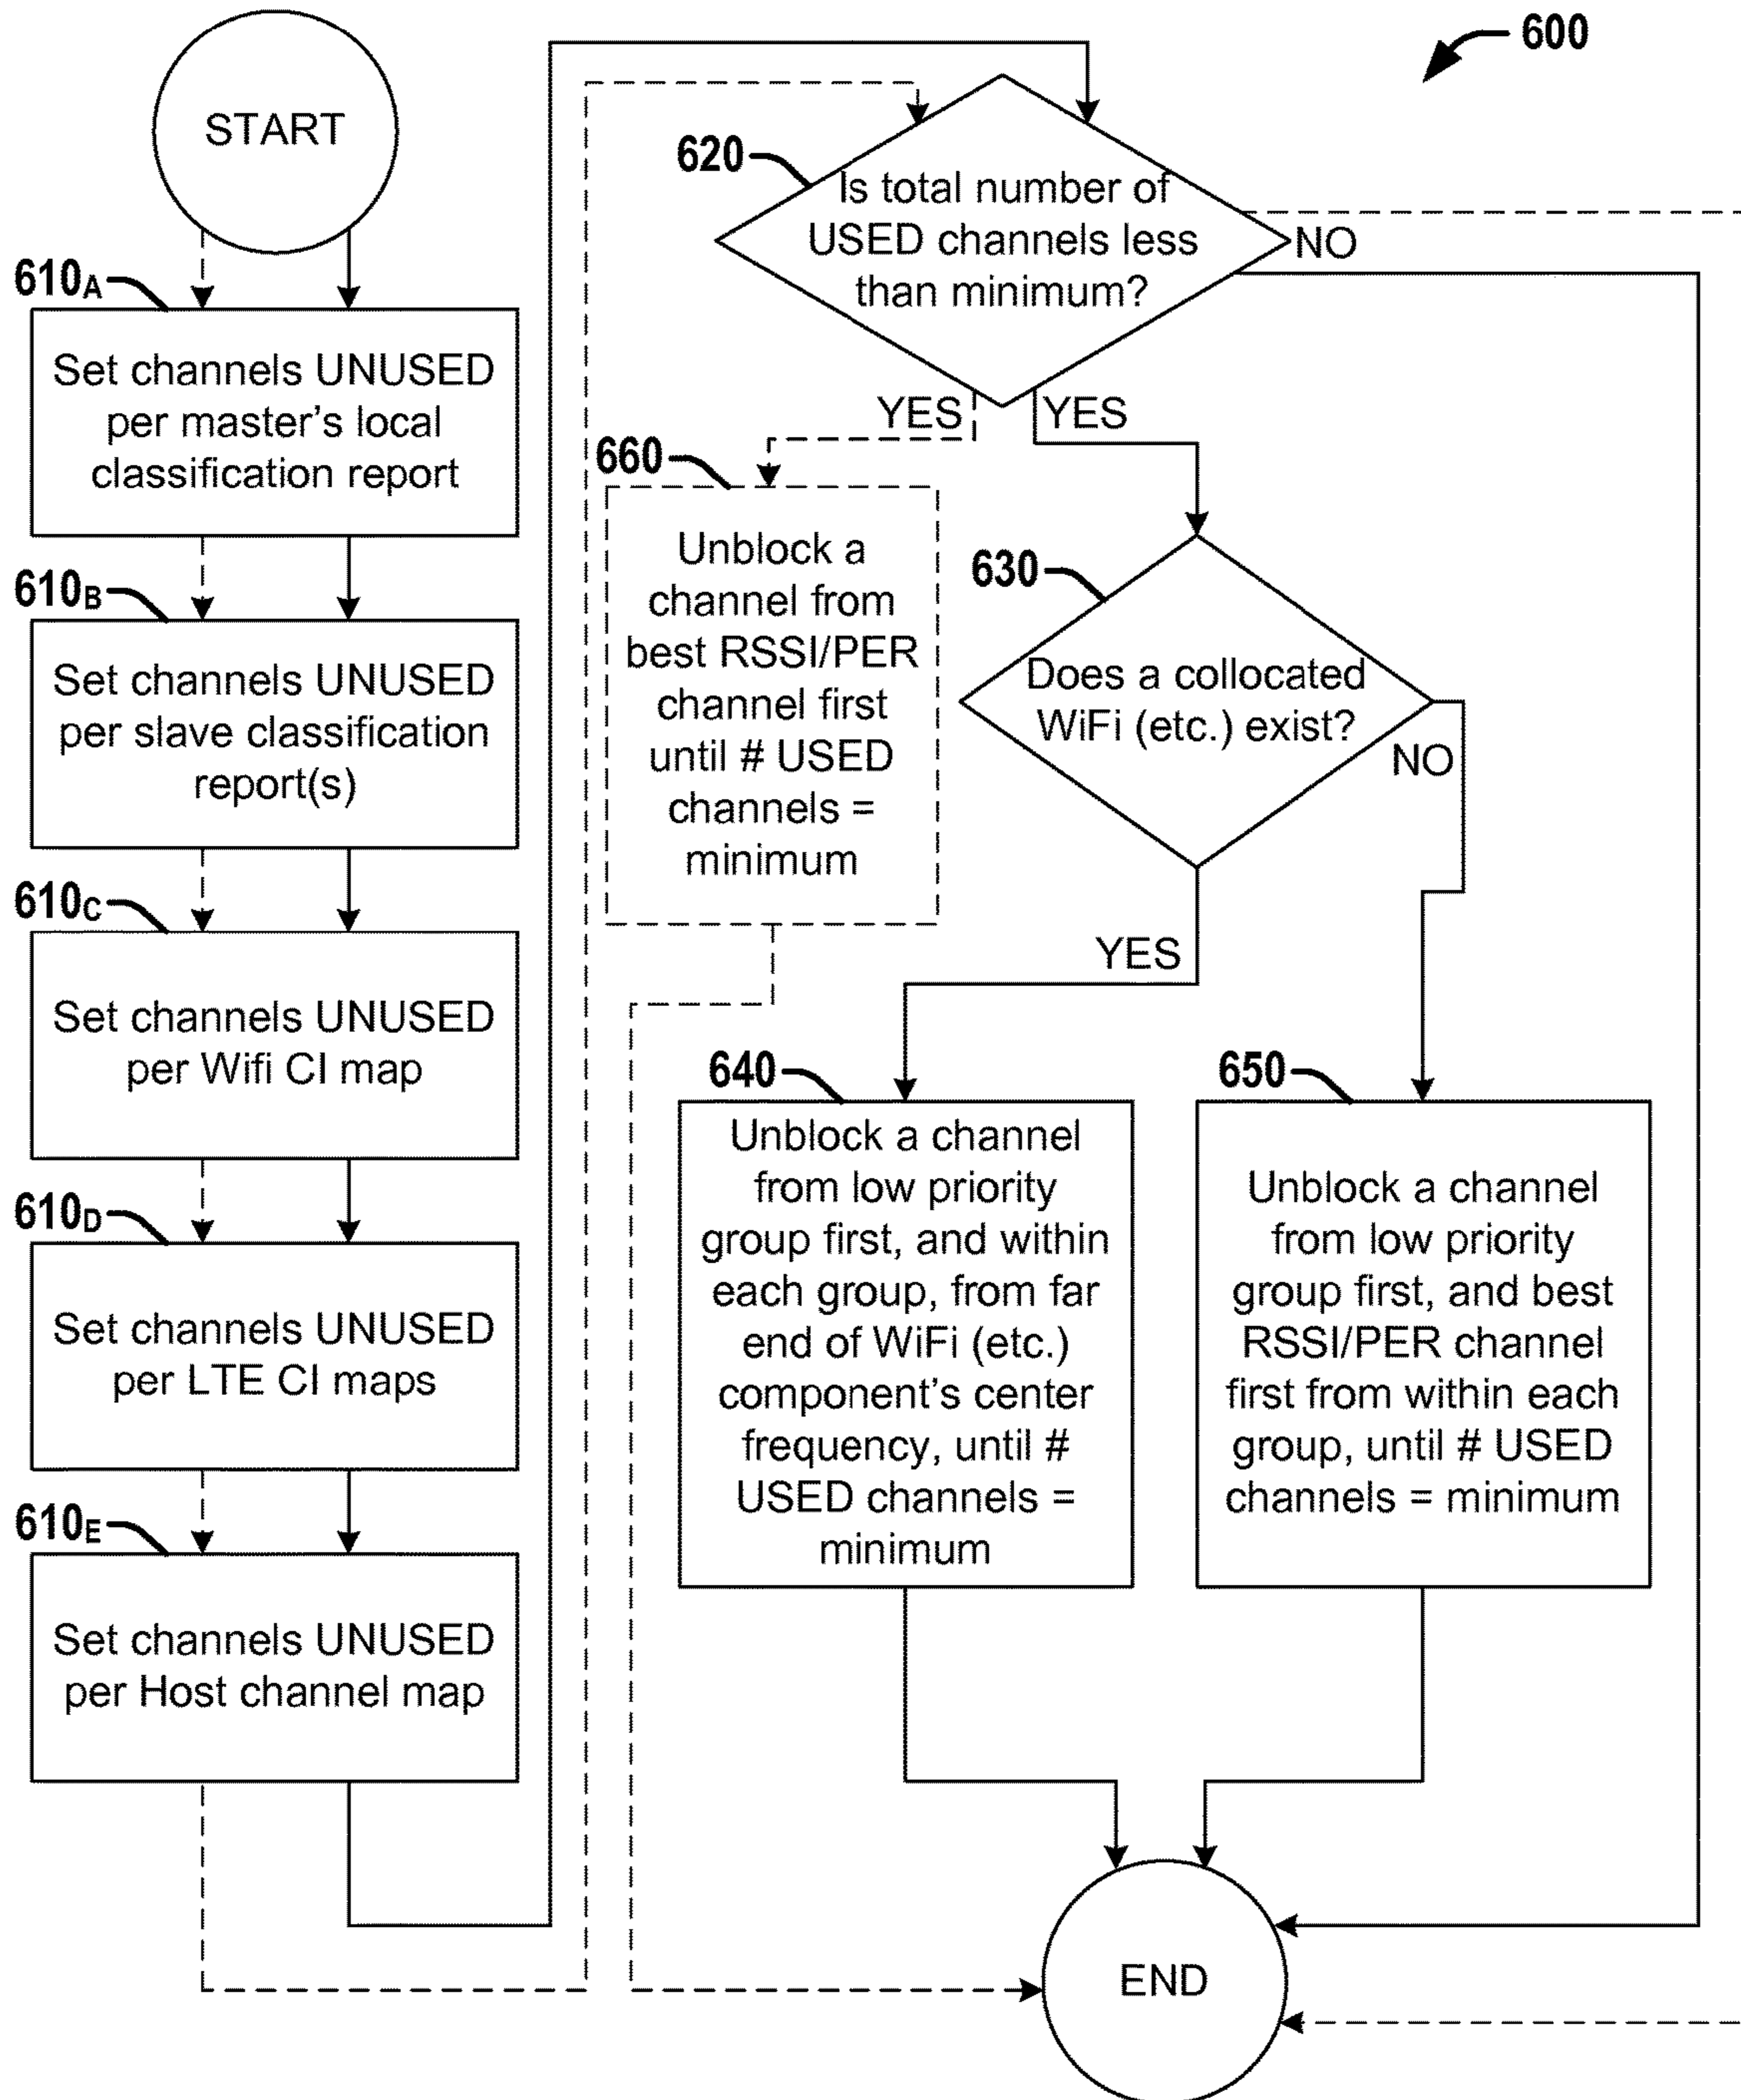 600
START
610A
Set channels UNUSED
per master's local
classification report
610B
Set channels UNUSED
per slave classification
report(s)
610C
Set channels UNUSED
per Wifi CI map
610D
Set channels UNUSED
per LTE CI maps
610E
Set channels UNUSED
per Host channel map
620
Is total number of
USED channels less
than minimum?
NO
YES
YES
660
Unblock a
channel from
best RSSI/PER
channel first
until # USED
channels =
minimum
630
Does a collocated
WiFi (etc.) exist?
NO
YES
640
Unblock a channel
from low priority
group first, and within
each group, from far
end of WiFi (etc.)
component's center
frequency, until #
USED channels =
minimum
650
Unblock a channel
from low priority
group first, and best
RSSI/PER channel
first from within each
group, until # USED
channels = minimum
END